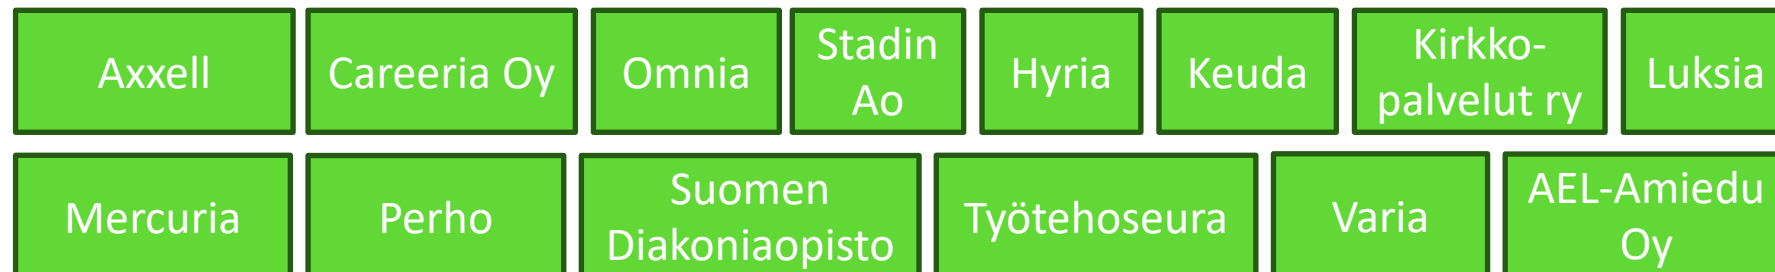 Axxell
Careeria Oy
Omnia
Stadin
Ao
Hyria
Keuda
Kirkko-
palvelut ry
Luksia
Mercuria
Perho
Suomen
Diakoniaopisto
Työtehoseura
Varia
AEL-Amiedu
Oy